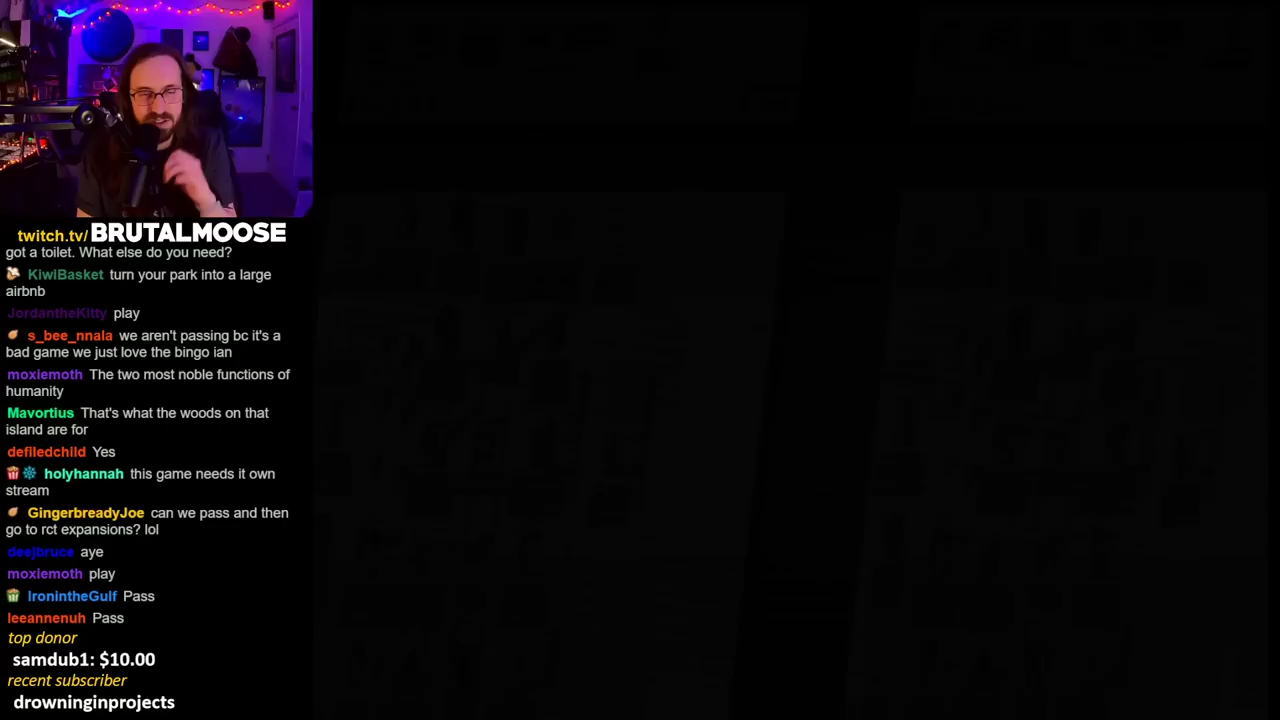 twitch.tv/BRUTALMOOSE
got a toilet. What else do you need?
KiwiBasket turn your park into a large
airbnb
JordantheKitty play
s_bee_nnala we aren't passing bc it's a
bad game we just love the bingo ian
moxiemoth The two most noble functions of
humanity
Mavortius That's what the woods on that
island are for
defiledchild Yes
holyhannah this game needs it own
stream
GingerbreadyJoe can we pass and then
go to rct expansions? lol
deejbruce aye
moxiemoth play
IronintheGulf Pass
leeannenuh Pass
top donor
samdub1: $10.00
recent subscriber
drowninginprojects